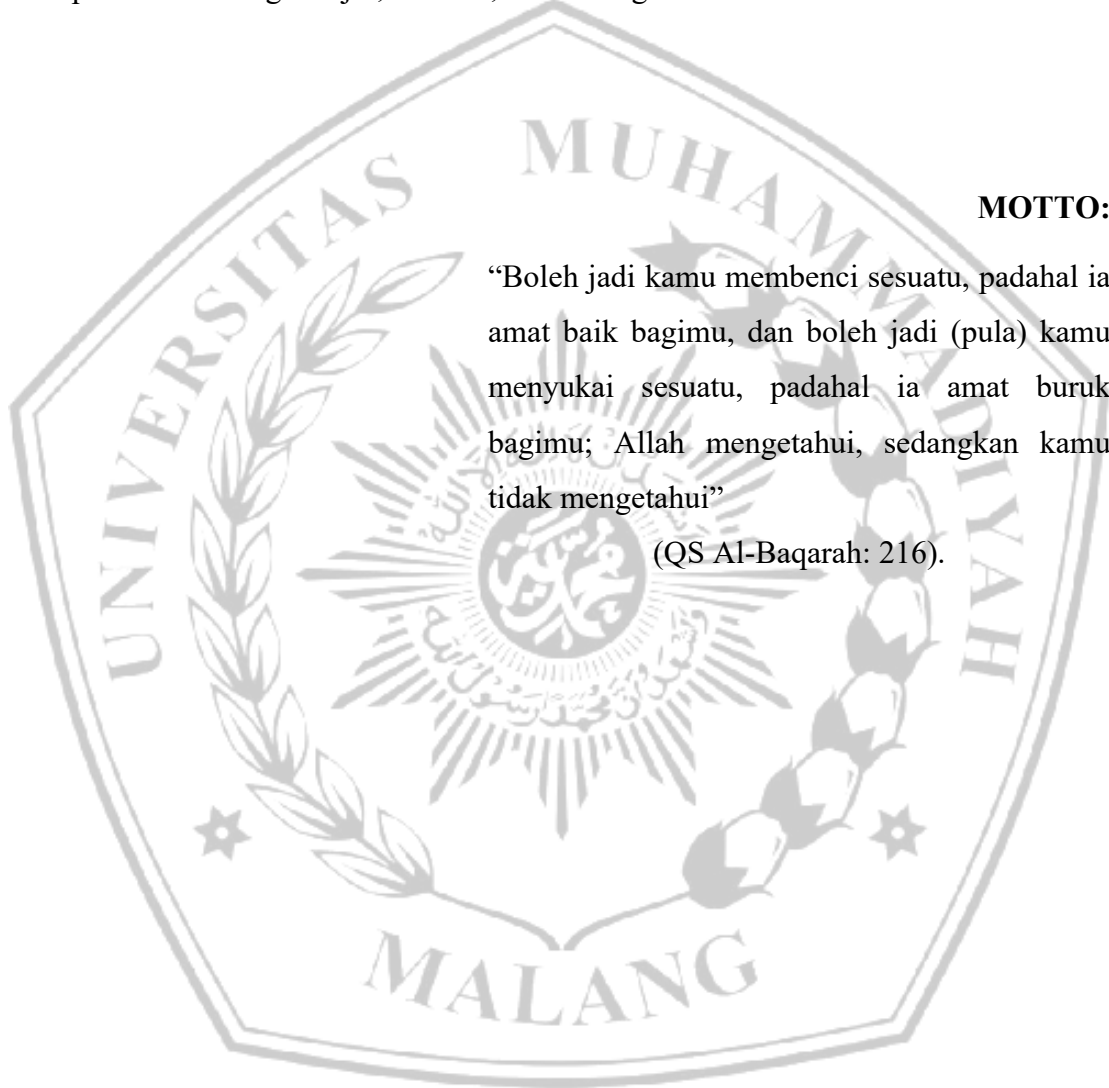 UNIVERSITAS MUHAMMADIYAH
MALANG
MOTTO:
“Boleh jadi kamu membenci sesuatu, padahal ia
amat baik bagimu, dan boleh jadi (pula) kamu
menyukai sesuatu, padahal ia amat buruk
bagimu; Allah mengetahui, sedangkan kamu
tidak mengetahui”
(QS Al-Baqarah: 216).